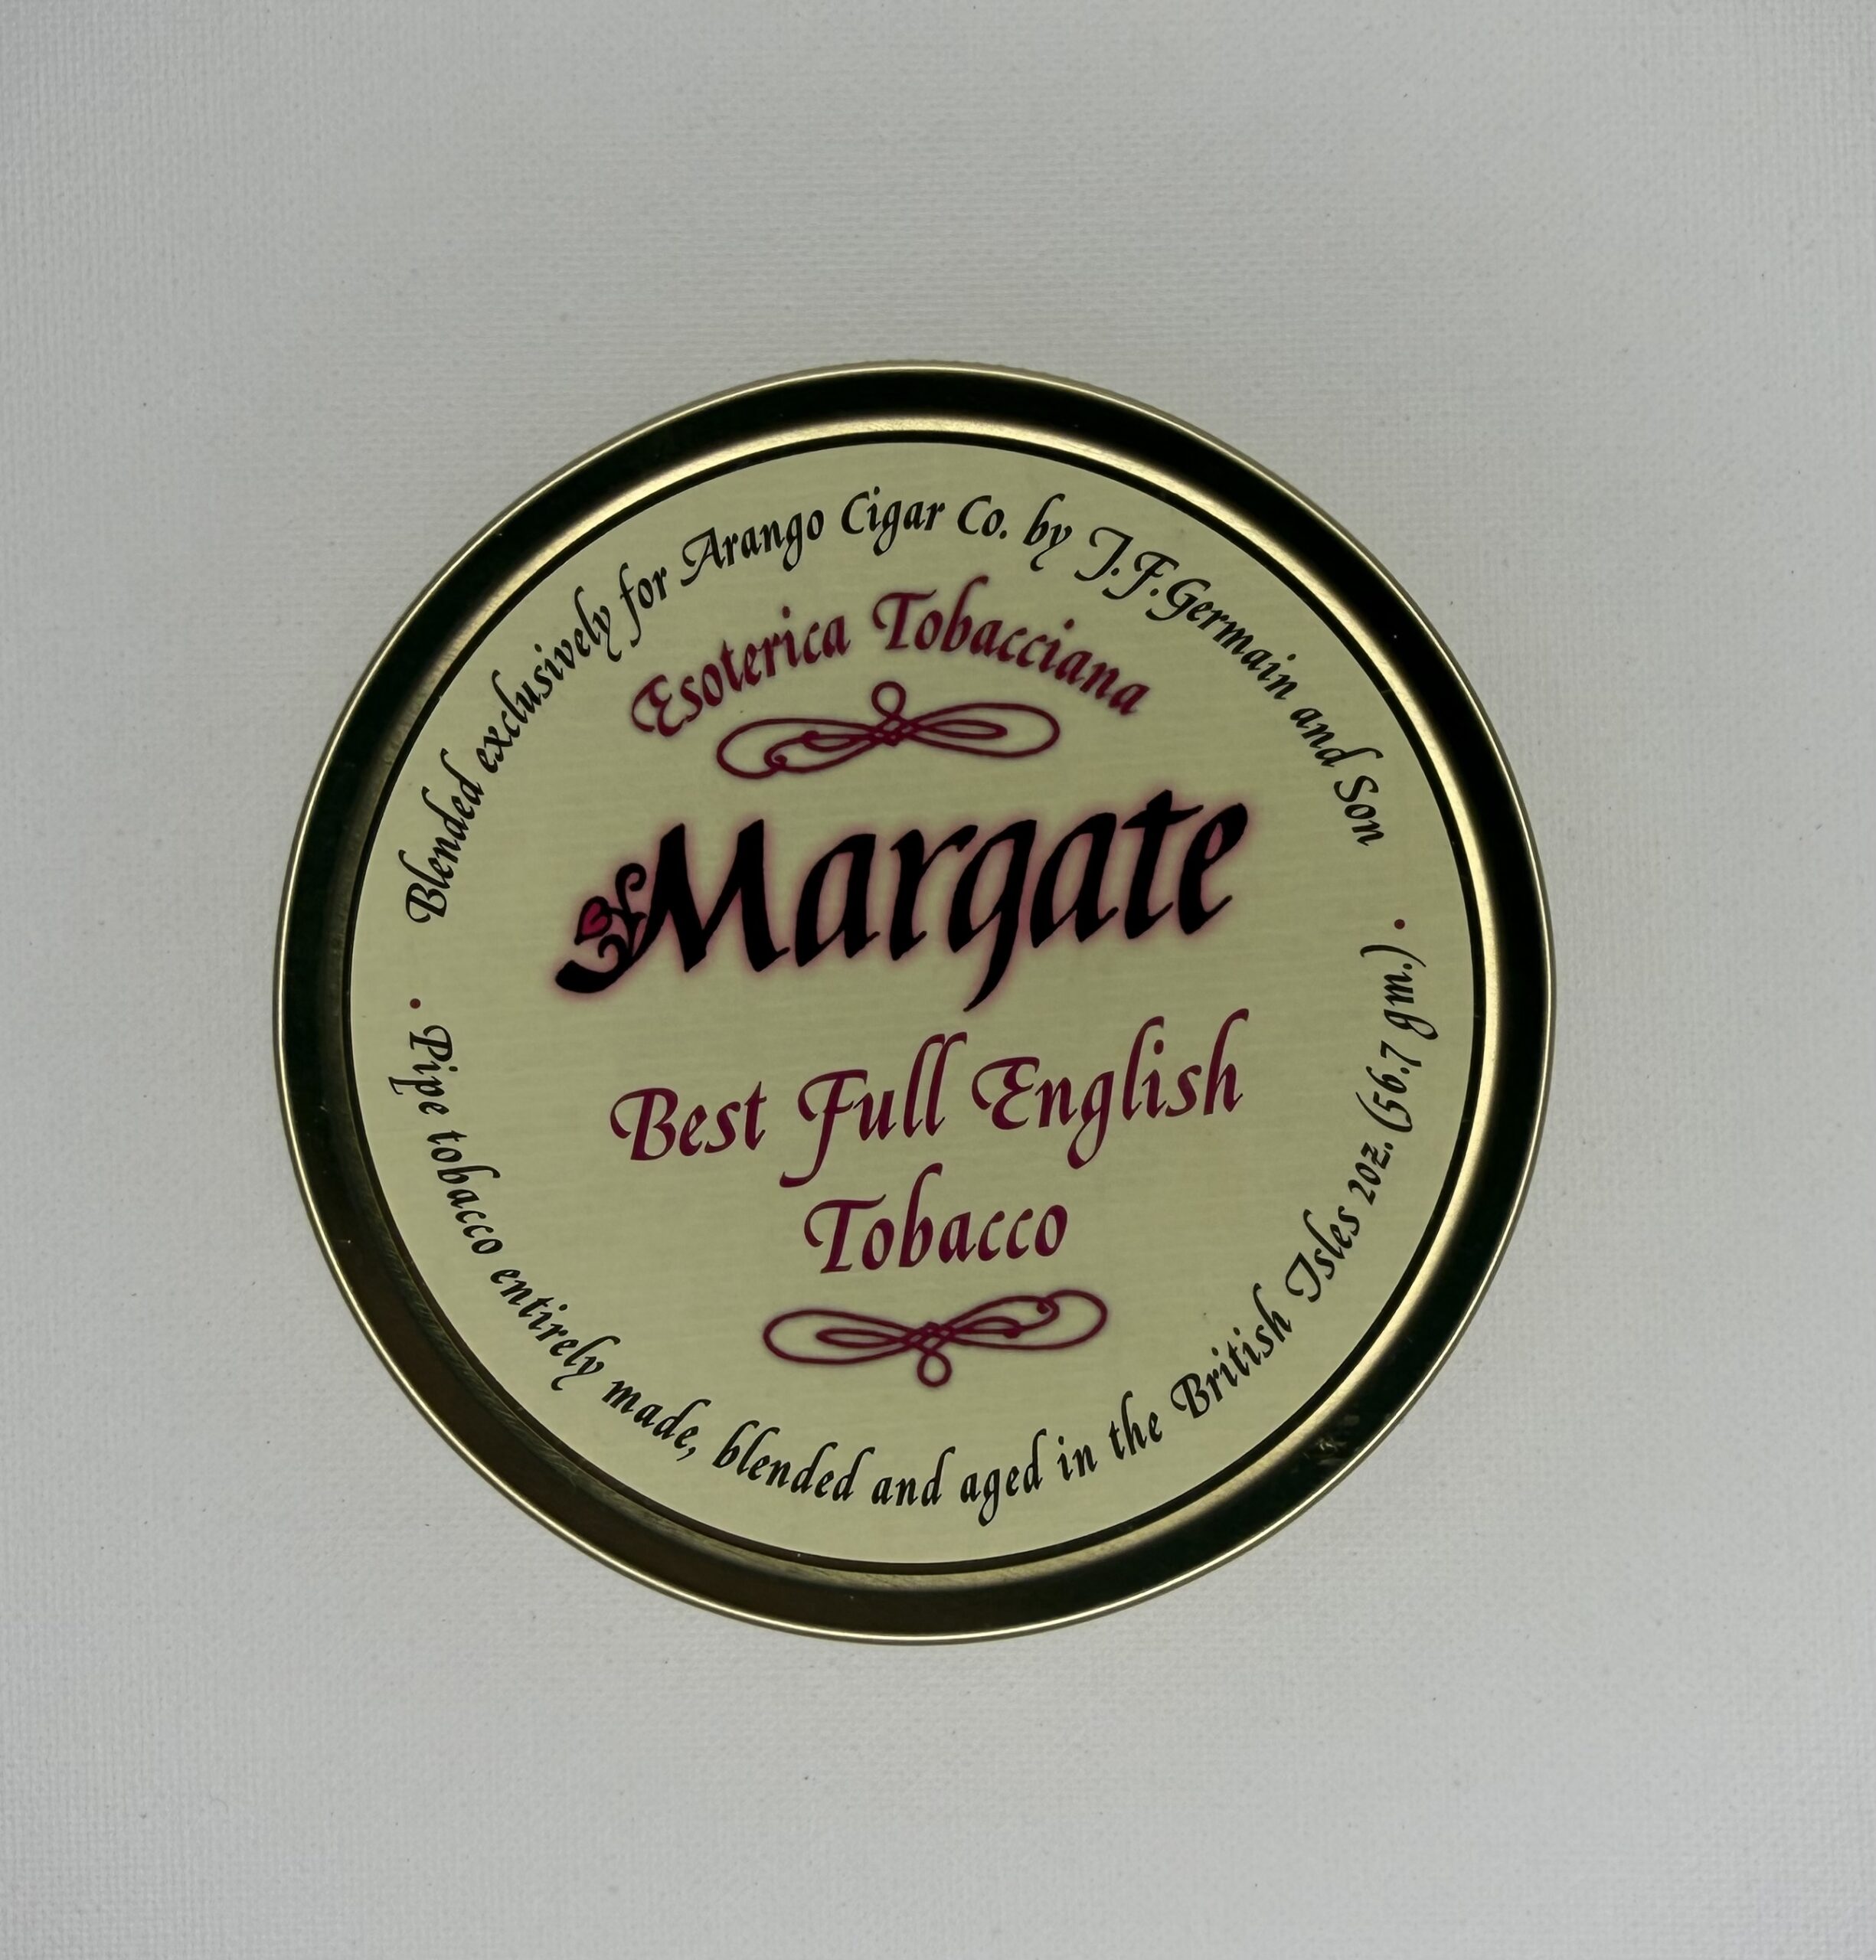 Blended exclusively for Arango Cigar Co. by J.F.Germain and Son
Esoterica Tobacciana
Margate
Best Full English
Tobacco
• Pipe tobacco entirely made, blended and aged in the British Isles 2oz. (56.7 gm.) •